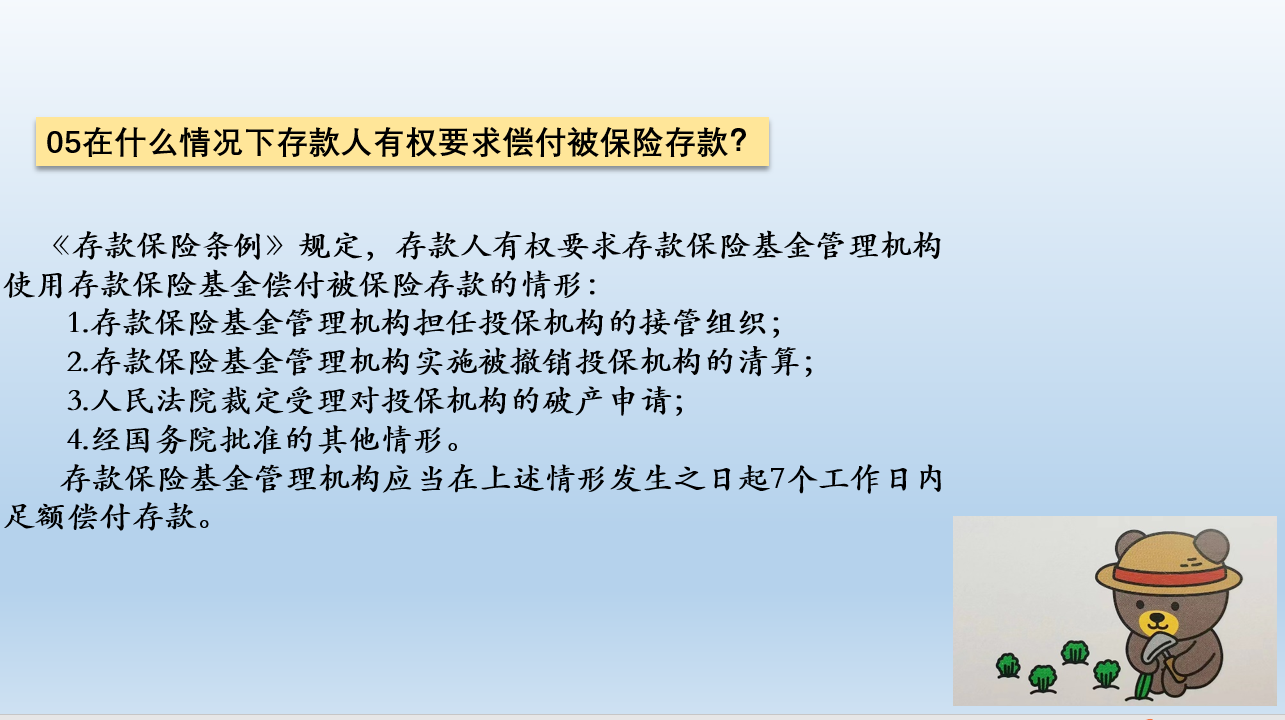 05在什么情况下存款人有权要求偿付被保险存款？
《存款保险条例》规定，存款人有权要求存款保险基金管理机构
使用存款保险基金偿付被保险存款的情形：
1.存款保险基金管理机构担任投保机构的接管组织；
2.存款保险基金管理机构实施被撤销投保机构的清算；
3.人民法院裁定受理对投保机构的破产申请；
4.经国务院批准的其他情形。
存款保险基金管理机构应当在上述情形发生之日起7个工作日内
足额偿付存款。